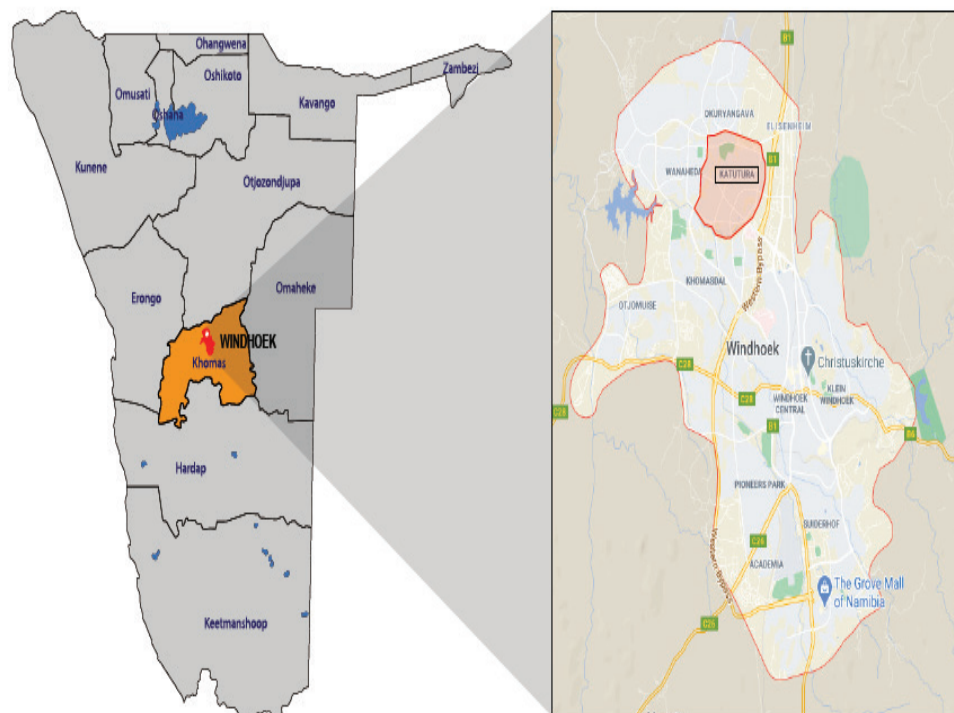 Ohangwena
Oshikoto
Omusati
Oshana
Zambezi
Kavango
Kunene
Otjozondjupa
Omaheke
Erongo
WINDHOEK
Khomas
Hardap
Keetmanshoop
B1
OKURYANGAVA
ELISENHEIM
B1
WANAHEDA
KATUTURA
Western Bypass
KHOMASDAL
OTJOMUISE
Windhoek
Christuskirche
C28
C28
C28
KLEIN
WINDHOEK
WINDHOEK
CENTRAL
B1
B6
PIONEERS PARK
SUIDERHOF
C26
Western Bypass
ACADEMIA
The Grove Mall
of Namibia
C26